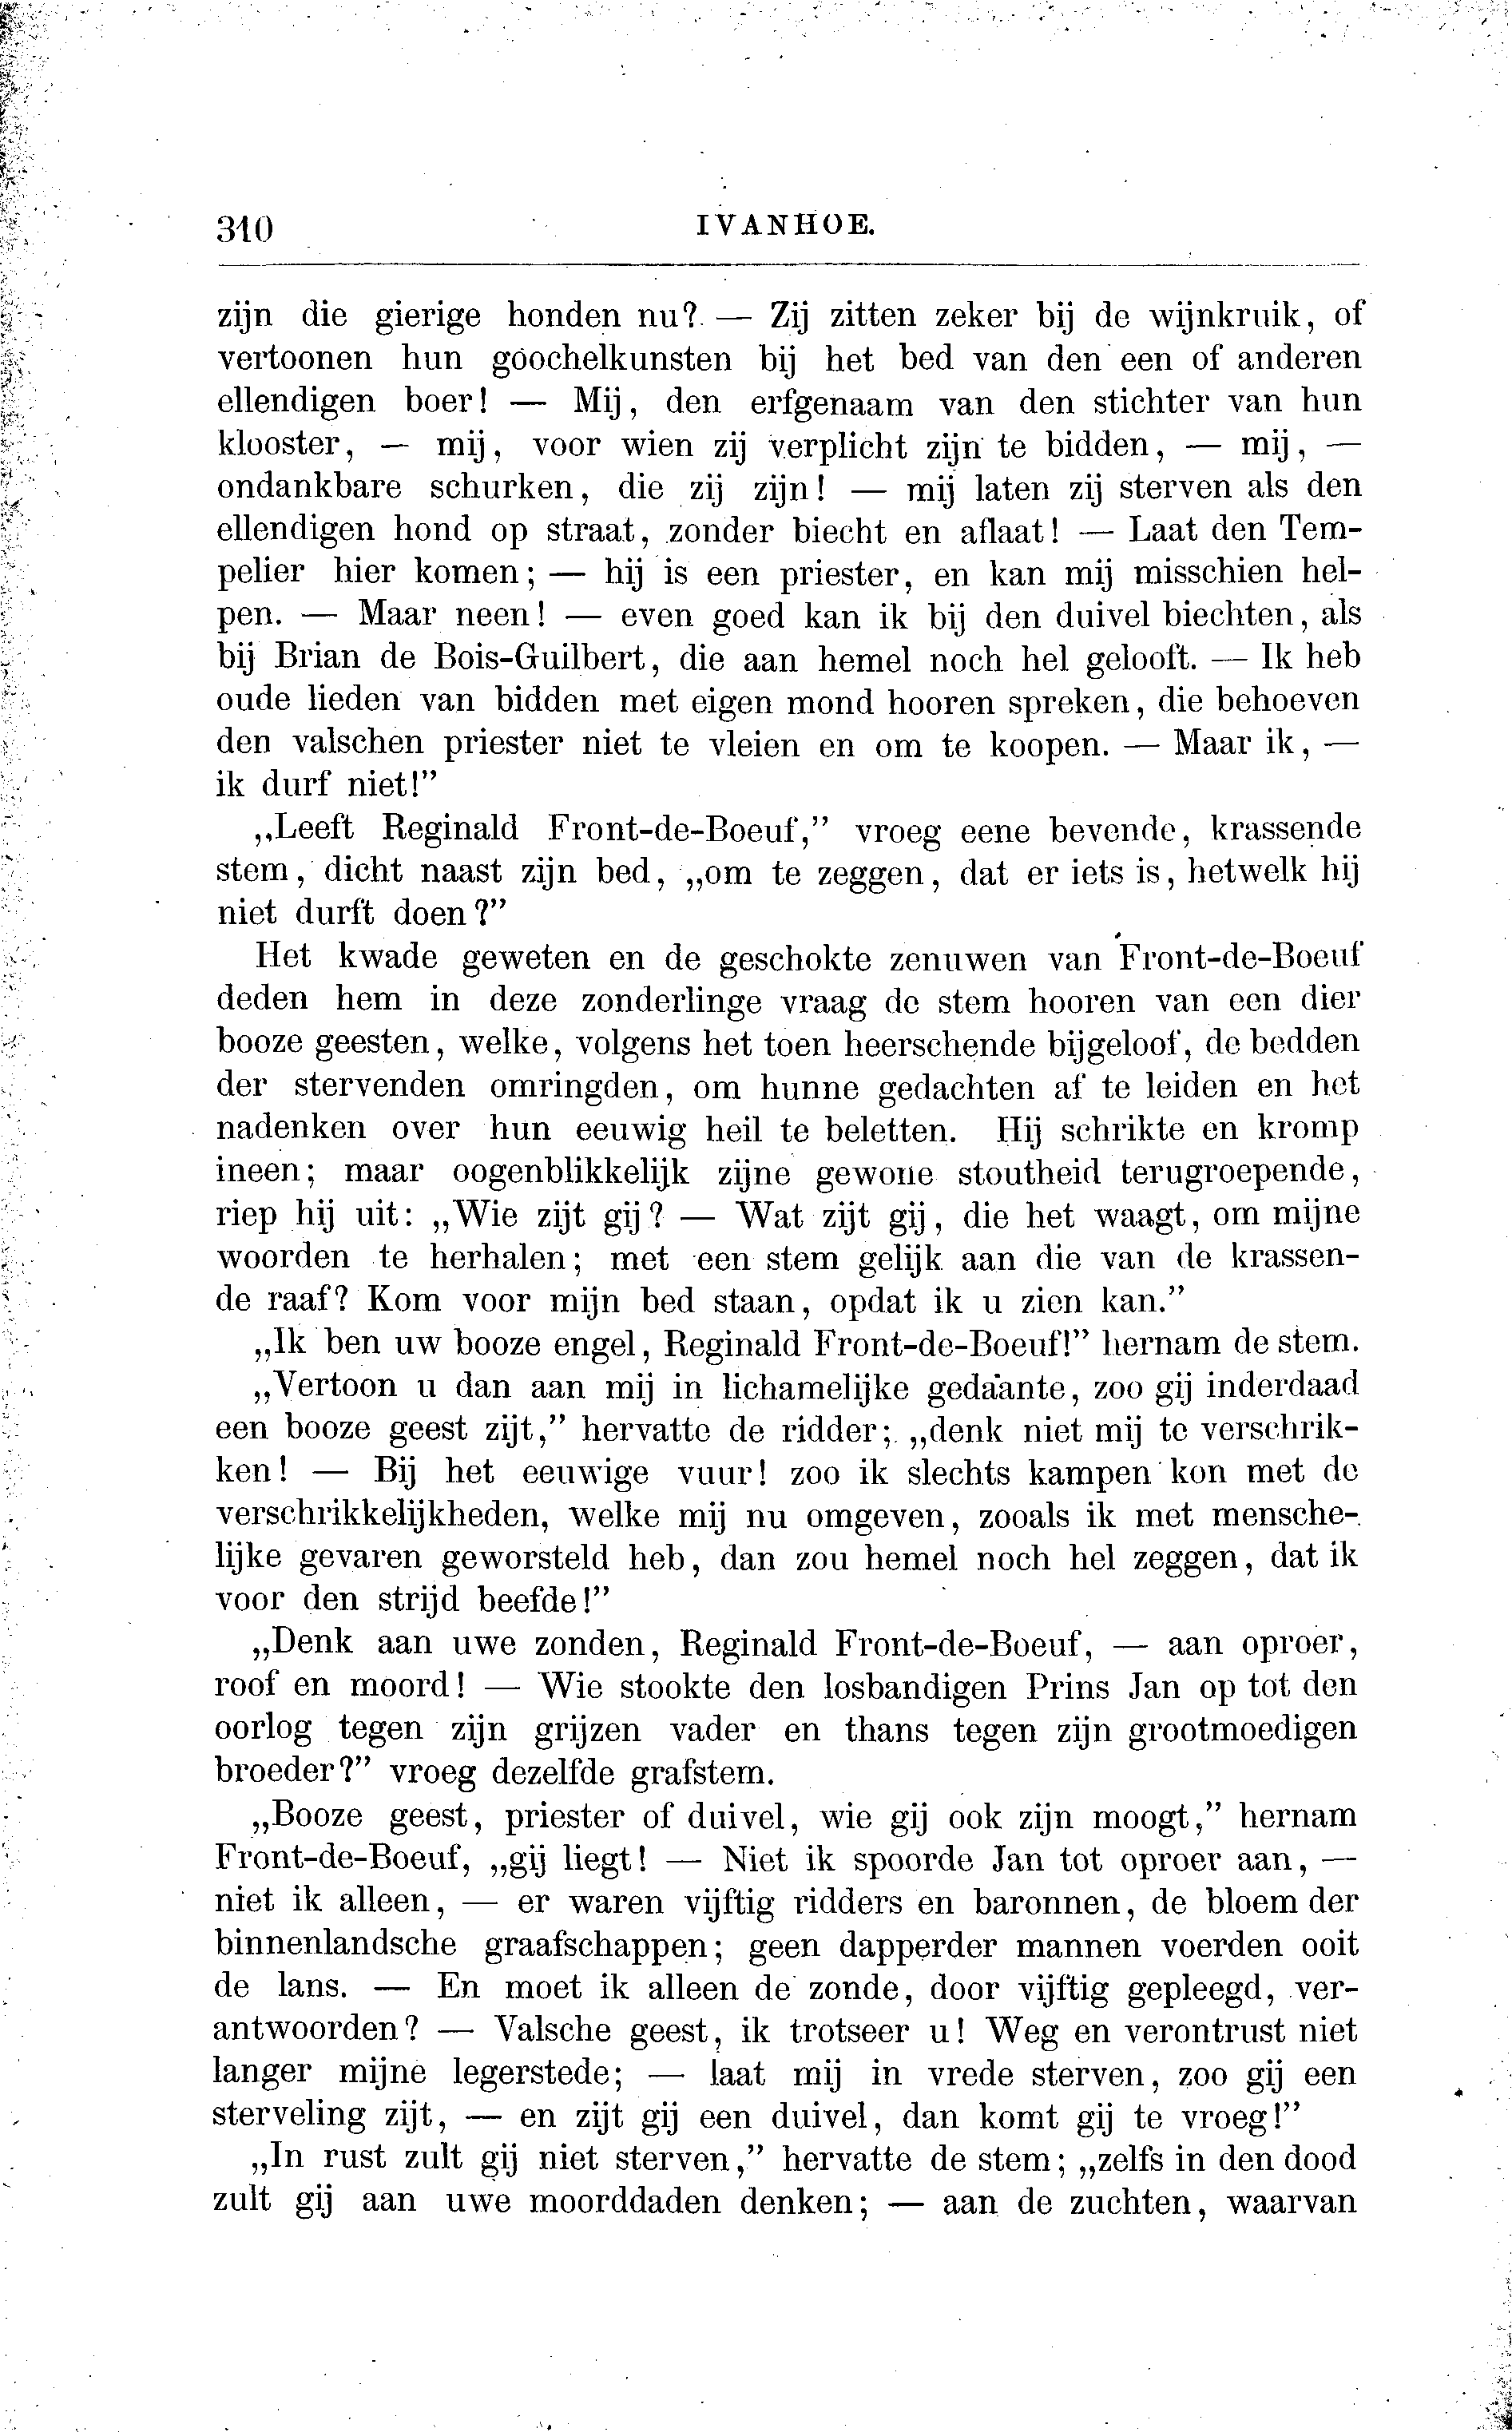 310
IVANHOE.
zijn die gierige honden nu? — Zij zitten zeker bij de wijnkruik, of
vertoonen hun goochelkunsten bij het bed van den een of anderen
ellendigen boer! — Mij, den erfgenaam van den stichter van hun
klooster, — mij, voor wien zij verplicht zijn te bidden, — mij, —
ondankbare schurken, die zij zijn! — mij laten zij sterven als den
ellendigen hond op straat, zonder biecht en aflaat! — Laat den Tem-
pelier hier komen; — hij is een priester, en kan mij misschien hel-
pen. — Maar neen! — even goed kan ik bij den duivel biechten, als
bij Brian de Bois-Guilbert, die aan hemel noch hel gelooft. — Ik heb
oude lieden van bidden met eigen mond hooren spreken, die behoeven
den valschen priester niet te vleien en om te koopen. — Maar ik, —
ik durf niet!”
„Leeft Reginald Front-de-Boeuf,” vroeg eene bevende, krassende
stem, dicht naast zijn bed, „om te zeggen, dat er iets is, hetwelk hij
niet durft doen?”
Het kwade geweten en de geschokte zenuwen van Front-de-Boeuf
deden hem in deze zonderlinge vraag de stem hooren van een dier
booze geesten, welke, volgens het toen heerschende bijgeloof, de bedden
der stervenden omringden, om hunne gedachten af te leiden en het
nadenken over hun eeuwig heil te beletten. Hij schrikte en kromp
ineen; maar oogenblikkelijk zijne gewone stoutheid terugroepende,
riep hij uit: „Wie zijt gij? — Wat zijt gij, die het waagt, om mijne
woorden te herhalen; met een stem gelijk aan die van de krassen-
de raaf? Kom voor mijn bed staan, opdat ik u zien kan.”
„Ik ben uw booze engel, Reginald Front-de-Boeuf!” hernam de stem.
„Vertoon u dan aan mij in lichamelijke gedaante, zoo gij inderdaad
een booze geest zijt,” hervatte de ridder; „denk niet mij te verschrik-
ken! — Bij het eeuwige vuur! zoo ik slechts kampen kon met de
verschrikkelijkheden, welke mij nu omgeven, zooals ik met mensche-
lijke gevaren geworsteld heb, dan zou hemel noch hel zeggen, dat ik
voor den strijd beefde!”
„Denk aan uwe zonden, Reginald Front-de-Boeuf, — aan oproer,
roof en moord! — Wie stookte den losbandigen Prins Jan op tot den
oorlog tegen zijn grijzen vader en thans tegen zijn grootmoedigen
broeder?” vroeg dezelfde grafstem.
„Booze geest, priester of duivel, wie gij ook zijn moogt,” hernam
Front-de-Boeuf, „gij liegt! — Niet ik spoorde Jan tot oproer aan, —
niet ik alleen, — er waren vijftig ridders en baronnen, de bloem der
binnenlandsche graafschappen; geen dapperder mannen voerden ooit
de lans. — En moet ik alleen de zonde, door vijftig gepleegd, ver-
antwoorden? — Valsche geest, ik trotseer u! Weg en verontrust niet
langer mijne legerstede; — laat mij in vrede sterven, zoo gij een
sterveling zijt, — en zijt gij een duivel, dan komt gij te vroeg!”
„In rust zult gij niet sterven,” hervatte de stem; „zelfs in den dood
zult gij aan uwe moorddaden denken; — aan de zuchten, waarvan